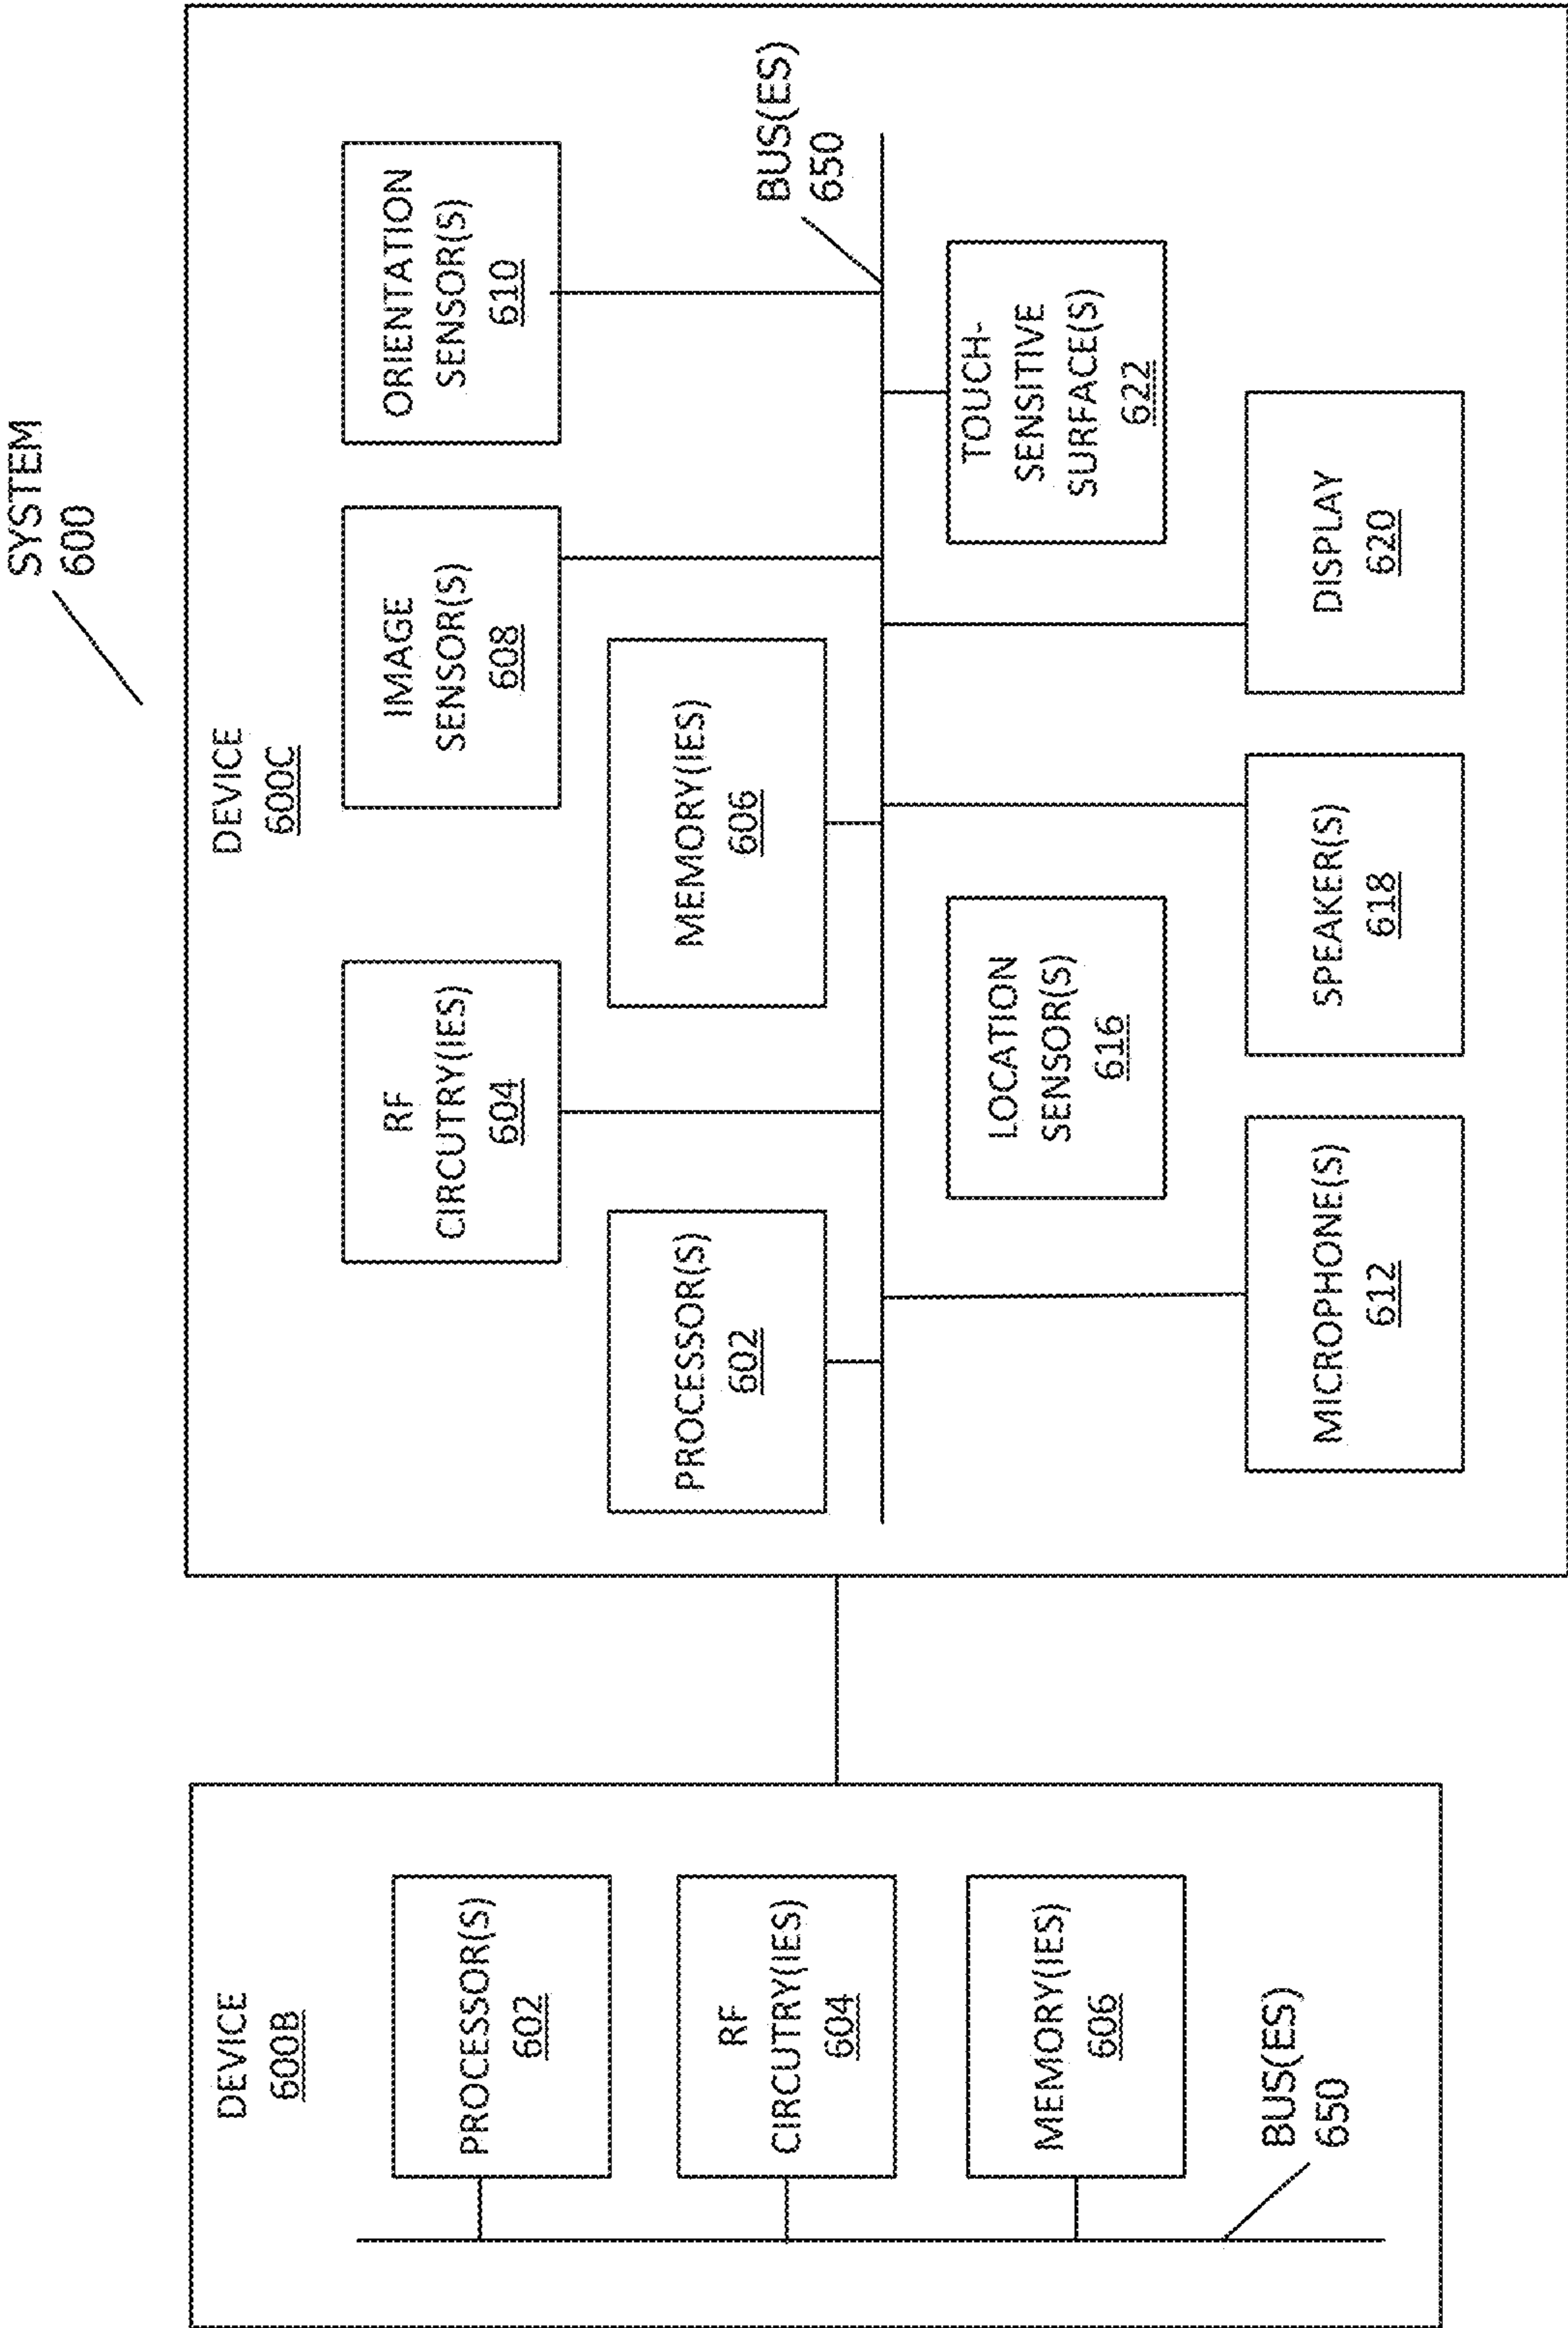 SYSTEM
600
DEVICE
600B
PROCESSOR(S)
602
RF
CIRCUTRY(IES)
604
MEMORY(IES)
606
BUS(ES)
650
DEVICE
600C
RF
CIRCUTRY(IES)
604
IMAGE
SENSOR(S)
608
ORIENTATION
SENSOR(S)
610
PROCESSOR(S)
602
MEMORY(IES)
606
BUS(ES)
650
LOCATION
SENSOR(S)
616
TOUCH-
SENSITIVE
SURFACE(S)
622
MICROPHONE(S)
612
SPEAKER(S)
618
DISPLAY
620